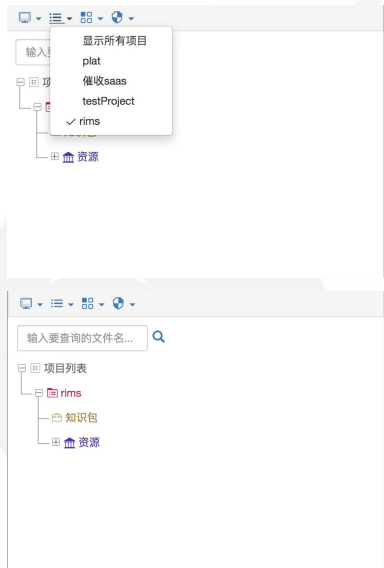 显示所有项目
plat
催收saas
testProject
rims
输入
项
资源
输入要查询的文件名...
项目列表
rims
知识包
资源